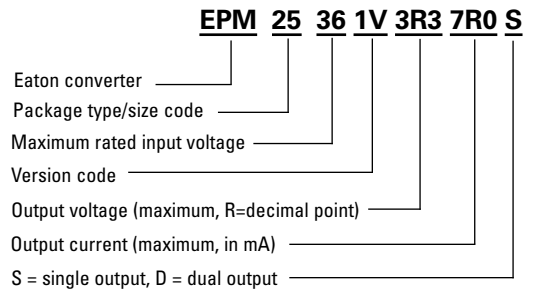 EPM 25 36 1V 3R3 7R0 S
Eaton converter
Package type/size code
Maximum rated input voltage
Version code
Output voltage (maximum, R=decimal point)
Output current (maximum, in mA)
S = single output, D = dual output